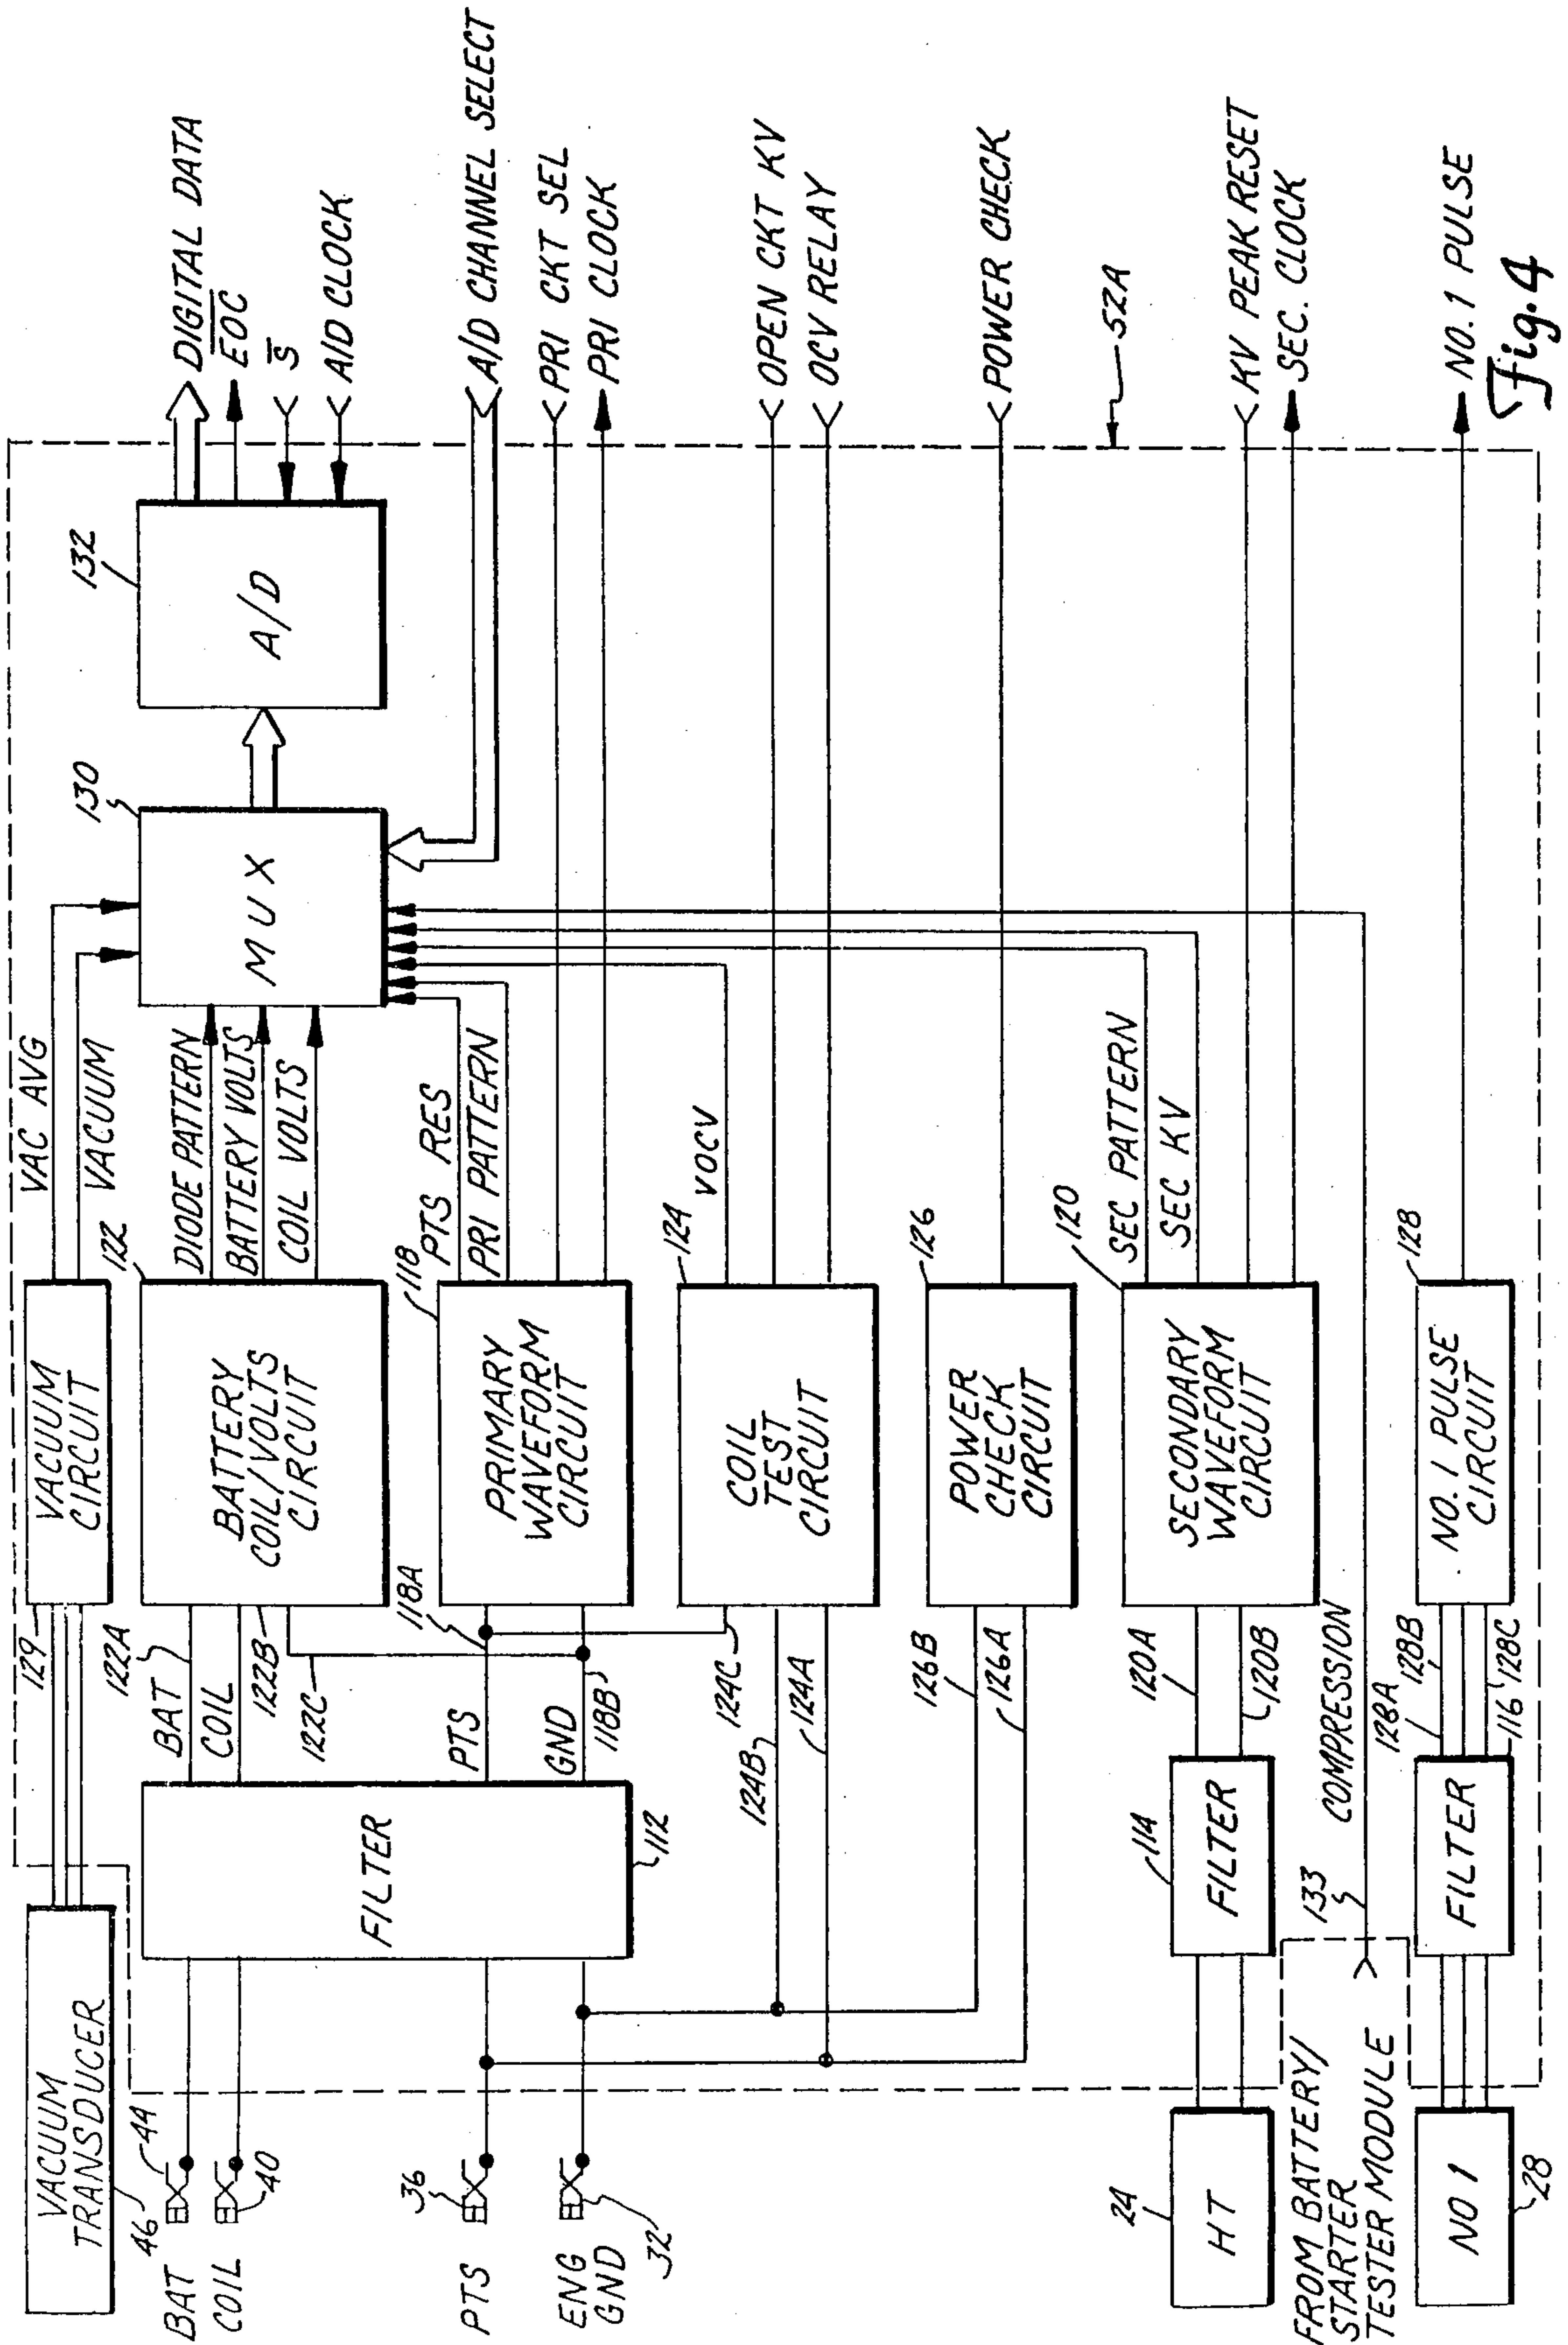 VACUUM
TRANSDUCER
46
BAT
44
COIL
40
PTS
36
ENG
GND
32
24
HT
FROM BATTERY/
STARTER
TESTER MODULE
NO 1
28
129
VACUUM
CIRCUIT
VAC AVG
VACUUM
122A
BAT
COIL
122B
122C
122
BATTERY
COIL/VOLTS
CIRCUIT
DIODE PATTERN
BATTERY VOLTS
COIL VOLTS
FILTER
112
PTS
GND
118A
118B
118
PRIMARY
WAVEFORM
CIRCUIT
PTS RES
PRI PATTERN
124C
124B
124A
124
COIL
TEST
CIRCUIT
VOCV
126B
126A
126
POWER
CHECK
CIRCUIT
114
FILTER
120A
120B
120
SECONDARY
WAVEFORM
CIRCUIT
SEC PATTERN
SEC KV
133
COMPRESSION
FILTER
128A
128B
116
128C
128
NO. 1 PULSE
CIRCUIT
130
MUX
132
A/D
DIGITAL DATA
EOC
S
A/D CLOCK
A/D CHANNEL SELECT
PRI CKT SEL
PRI CLOCK
OPEN CKT KV
OCV RELAY
POWER CHECK
52A
KV PEAK RESET
SEC. CLOCK
NO. 1 PULSE
Fig. 4